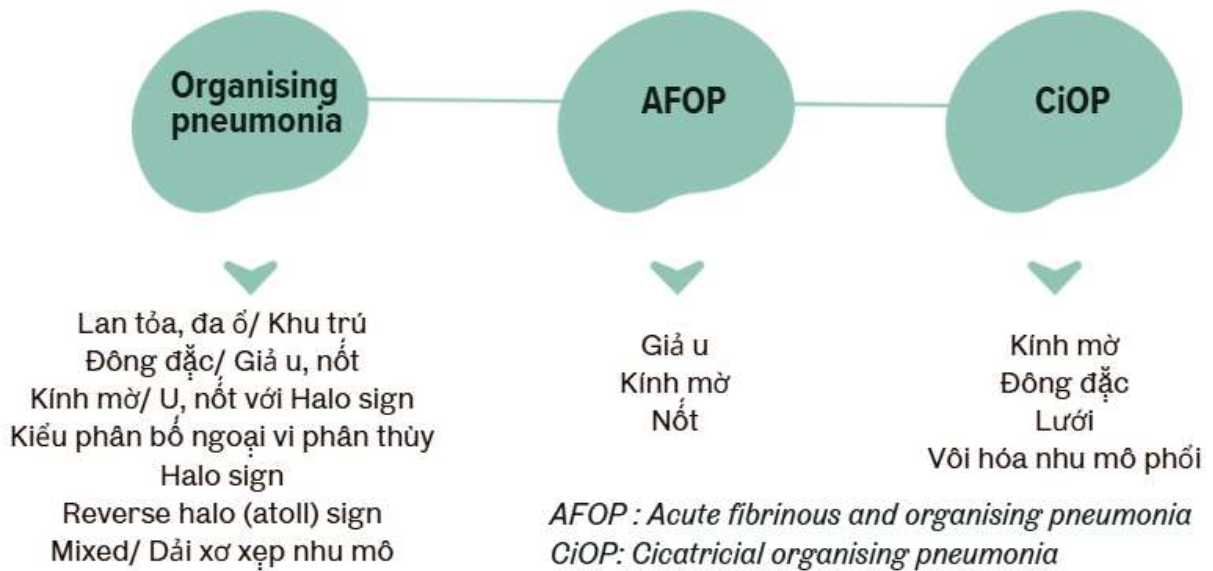 Organising
pneumonia
AFOP
CiOP
Lan tỏa, đa ổ/ Khu trú
Đông đặc/ Giả u, nốt
Kính mờ/ U, nốt với Halo sign
Kiểu phân bố ngoại vi phân thùy
Halo sign
Reverse halo (atoll) sign
Mixed/ Dải xơ xẹp nhu mô
Giả u
Kính mờ
Nốt
Kính mờ
Đông đặc
Lưới
Vôi hóa nhu mô phổi
AFOP : Acute fibrinous and organising pneumonia
CiOP: Cicatricial organising pneumonia